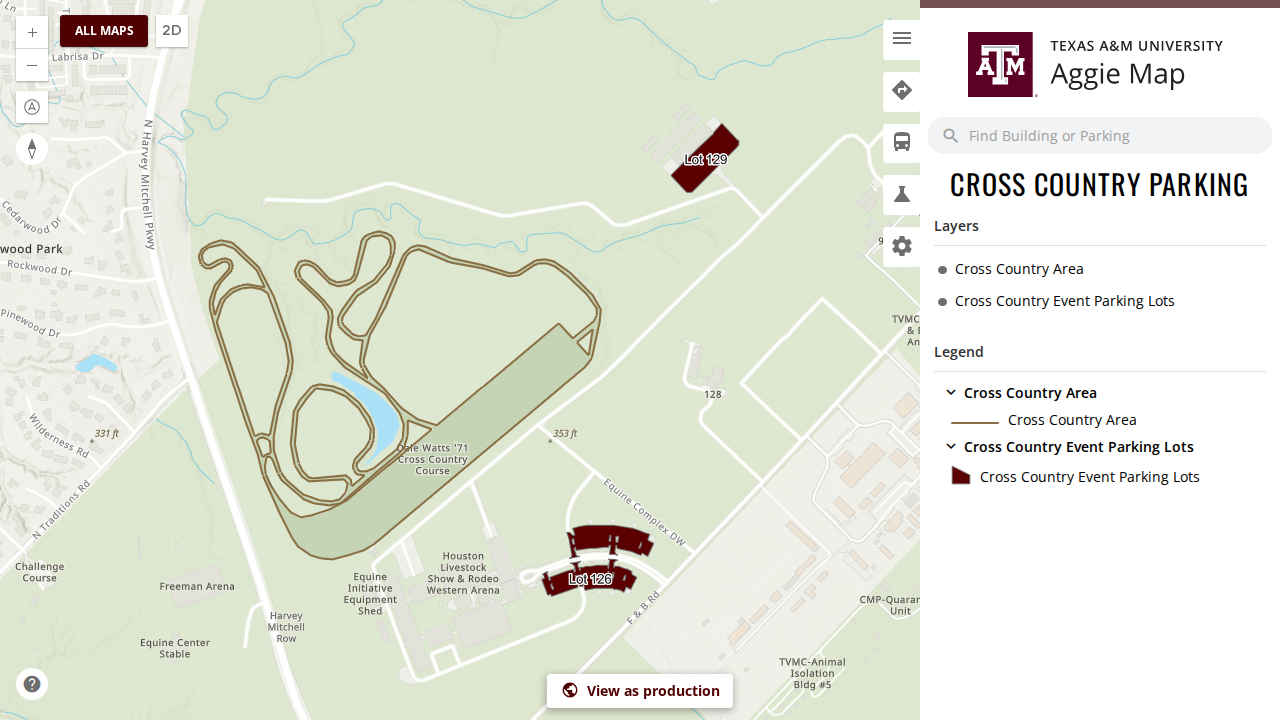 Ln
ALL MAPS
2D
Labrisa Dr
N Harvey Mitchell Pkwy
Cedarwood Dr
wood Park
Rockwood Dr
Pinewood Dr
Wilderness Rd
331 ft
N Traditions Rd
Challenge
Course
Freeman Arena
Equine Center
Stable
Harvey
Mitchell
Row
Equine
Initiative
Equipment
Shed
Houston
Livestock
Show & Rodeo
Western Arena
Dale Watts '71
Cross Country
Course
353 ft
Equine Complex DW
Lot 126
F & B Rd
Lot 129
128
9
TVMC
& E
An
CMP-Quaran
Unit
TVMC-Animal
Isolation
Bldg #5
View as production
TEXAS A&M UNIVERSITY
Aggie Map
Find Building or Parking
CROSS COUNTRY PARKING
Layers
Cross Country Area
Cross Country Event Parking Lots
Legend
Cross Country Area
Cross Country Area
Cross Country Event Parking Lots
Cross Country Event Parking Lots